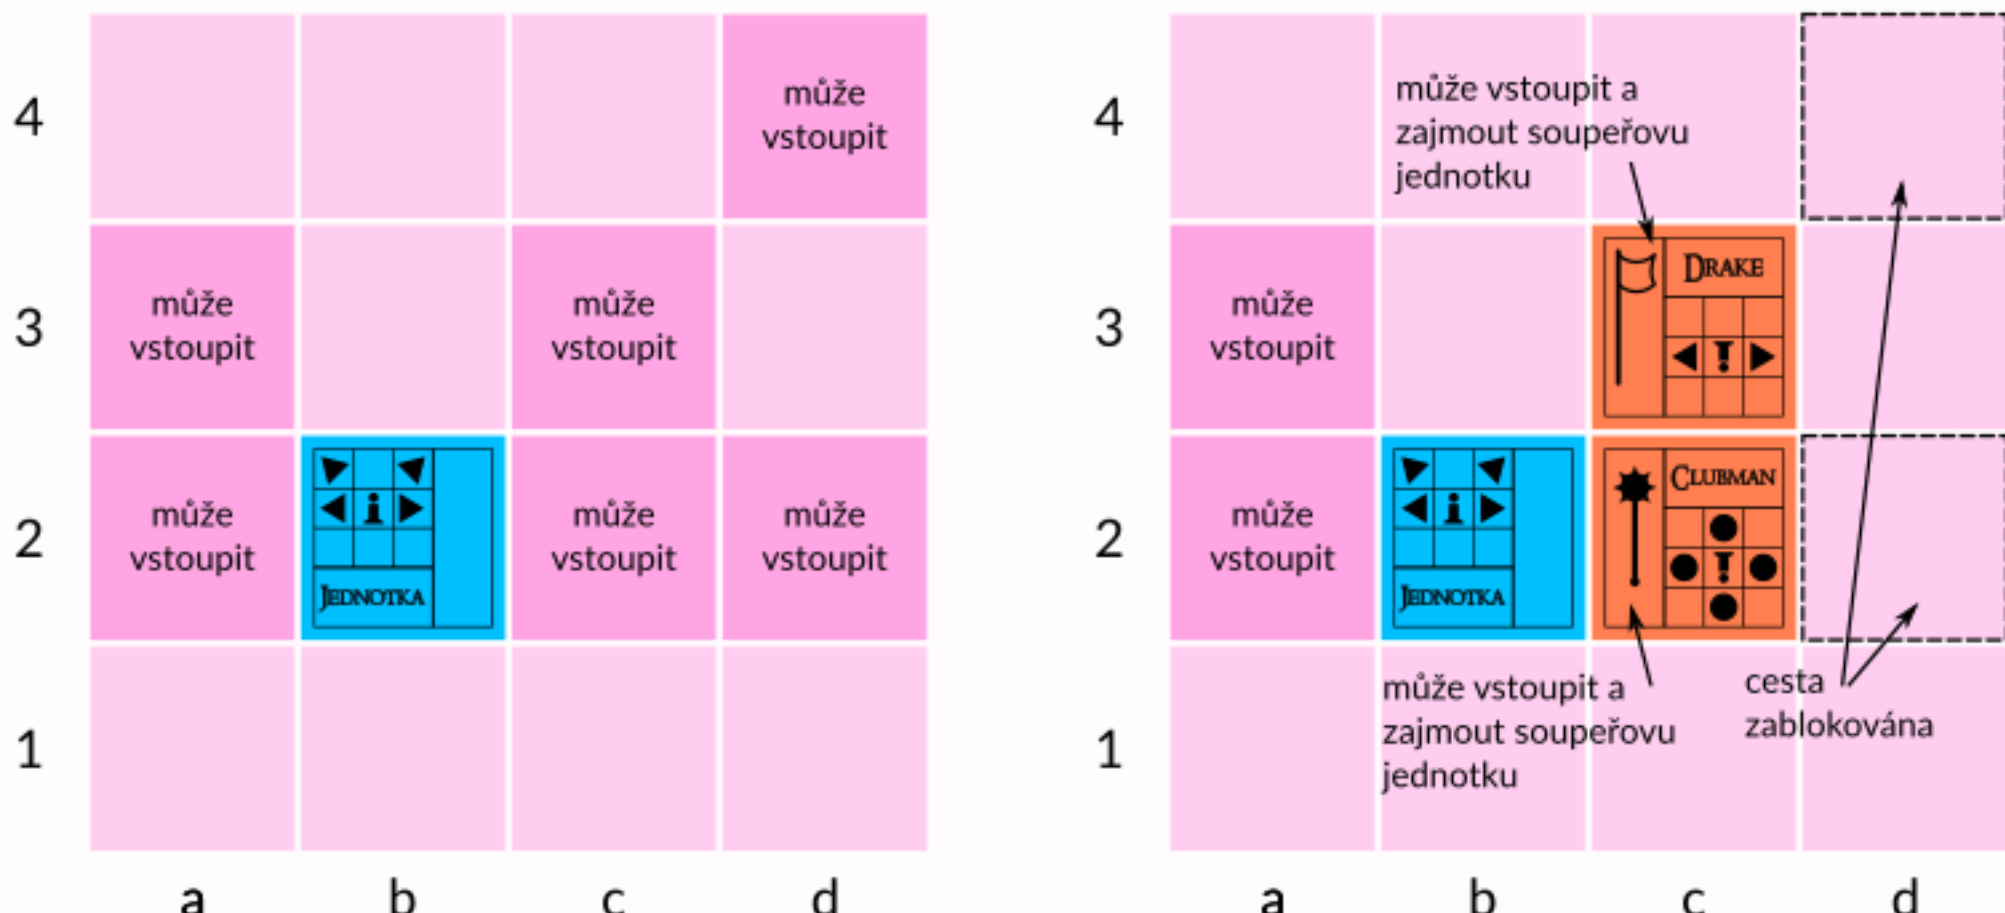 4
může
vstoupit
3
může
vstoupit
může
vstoupit
2
může
vstoupit
i
JEDNOTKA
může
vstoupit
může
vstoupit
1
a
b
c
d
4
může vstoupit a
zajmout soupeřovu
jednotku
3
může
vstoupit
DRAKE
!
2
může
vstoupit
i
JEDNOTKA
CLUBMAN
!
1
může vstoupit a
zajmout soupeřovu
jednotku
cesta
zablokována
a
b
c
d